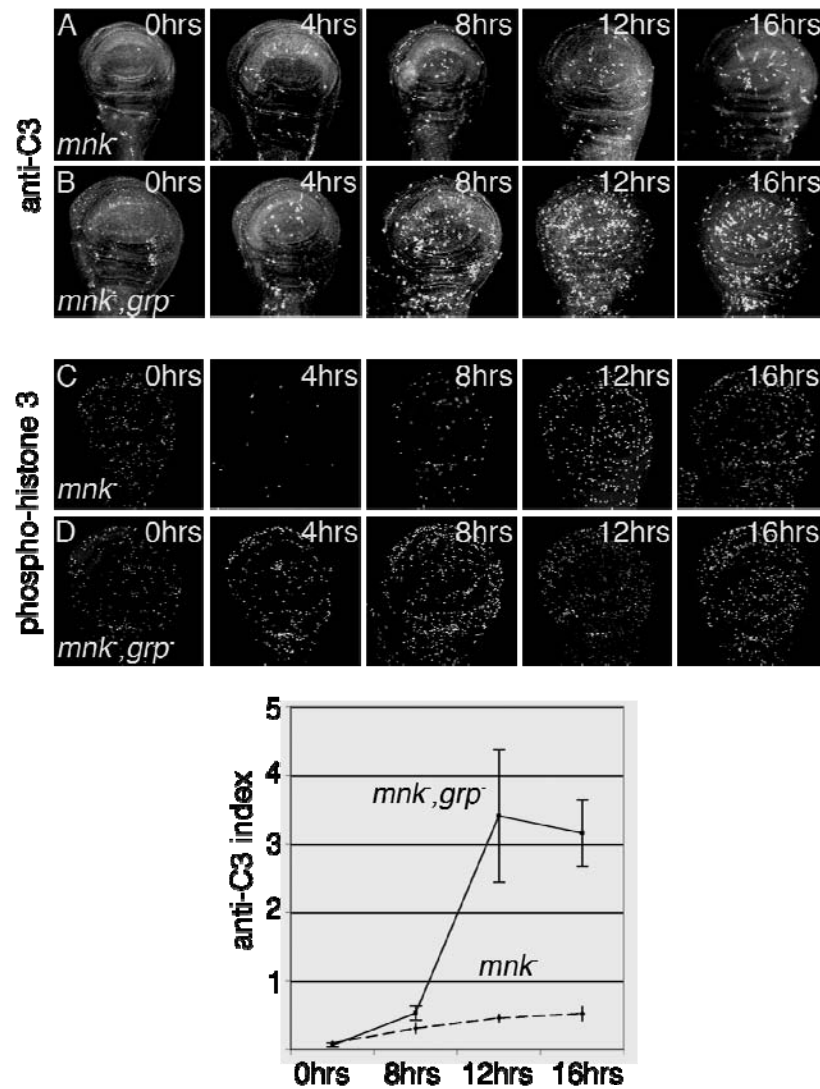 A 0hrs 4hrs 8hrs 12hrs 16hrs
anti-C3
mnk-
B 0hrs 4hrs 8hrs 12hrs 16hrs
mnk-,grp-
C 0hrs 4hrs 8hrs 12hrs 16hrs
phospho-histone 3
mnk-
D 0hrs 4hrs 8hrs 12hrs 16hrs
mnk-,grp-
5
4
3
2
1
anti-C3 index
mnk-,grp-
mnk-
0hrs 8hrs 12hrs 16hrs